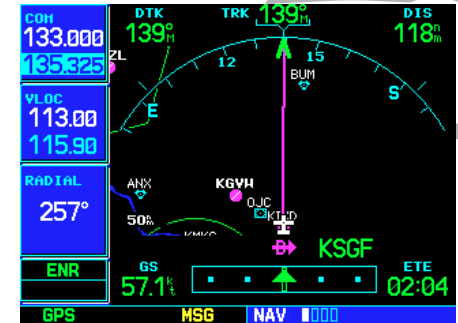 COM
133.000
135.325
VLOC
113.00
115.90
RADIAL
257°
ENR
GPS
DTK
139°M
TRK 139°M
DIS
118nm
ZL
12
15
E
S
BUM
ANX
KGVW
OJC
50nm
KSGF
GS
57.1kt
ETE
02:04
MSG
NAV